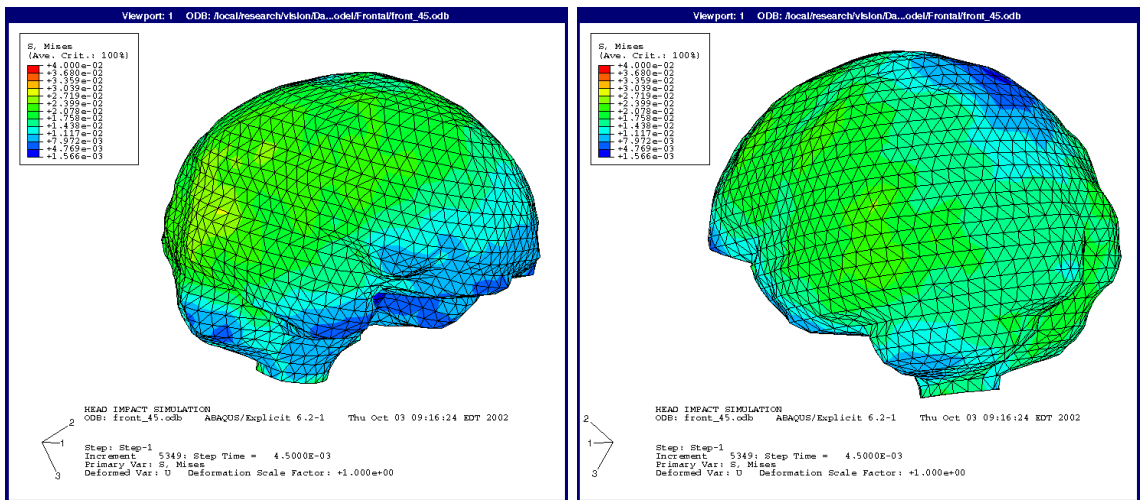 Viewport: 1 ODB: /local/research/vision/Da...odel/Frontal/front_45.odb
S, Mises
(Ave. Crit.: 100%)
+4.000e-02
+3.680e-02
+3.359e-02
+3.039e-02
+2.719e-02
+2.399e-02
+2.078e-02
+1.758e-02
+1.438e-02
+1.117e-02
+7.972e-03
+4.769e-03
+1.566e-03
2
1
3
HEAD IMPACT SIMULATION
ODB: front_45.odb ABAQUS/Explicit 6.2-1 Thu Oct 03 09:16:24 EDT 2002
Step: Step-1
Increment 5349: Step Time = 4.5000E-03
Primary Var: S, Mises
Deformed Var: U Deformation Scale Factor: +1.000e+00
Viewport: 1 ODB: /local/research/vision/Da...odel/Frontal/front_45.odb
S, Mises
(Ave. Crit.: 100%)
+4.000e-02
+3.680e-02
+3.359e-02
+3.039e-02
+2.719e-02
+2.399e-02
+2.078e-02
+1.758e-02
+1.438e-02
+1.117e-02
+7.972e-03
+4.769e-03
+1.566e-03
2
1
3
HEAD IMPACT SIMULATION
ODB: front_45.odb ABAQUS/Explicit 6.2-1 Thu Oct 03 09:16:24 EDT 2002
Step: Step-1
Increment 5349: Step Time = 4.5000E-03
Primary Var: S, Mises
Deformed Var: U Deformation Scale Factor: +1.000e+00